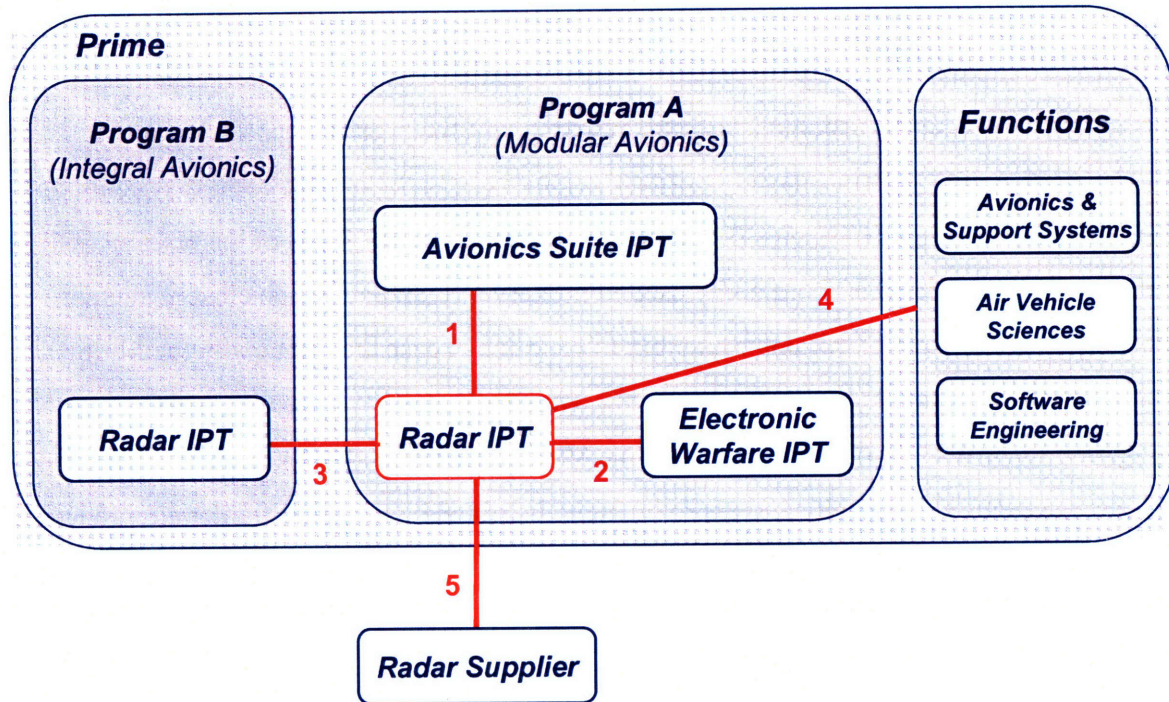 Prime
Program B
(Integral Avionics)
Program A
(Modular Avionics)
Functions
Avionics Suite IPT
Avionics &
Support Systems
4
1
Air Vehicle
Sciences
Radar IPT
3
Radar IPT
2
Electronic
Warfare IPT
Software
Engineering
5
Radar Supplier